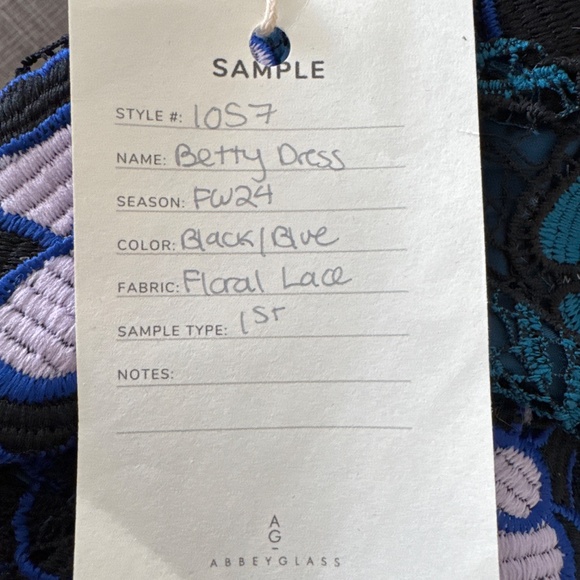 SAMPLE
STYLE #: 10S7
NAME: Betty Dress
SEASON: FW24
COLOR: Black/Blue
FABRIC: Floral Lace
SAMPLE TYPE: 1st
NOTES:
A
G
ABBEYGLASS